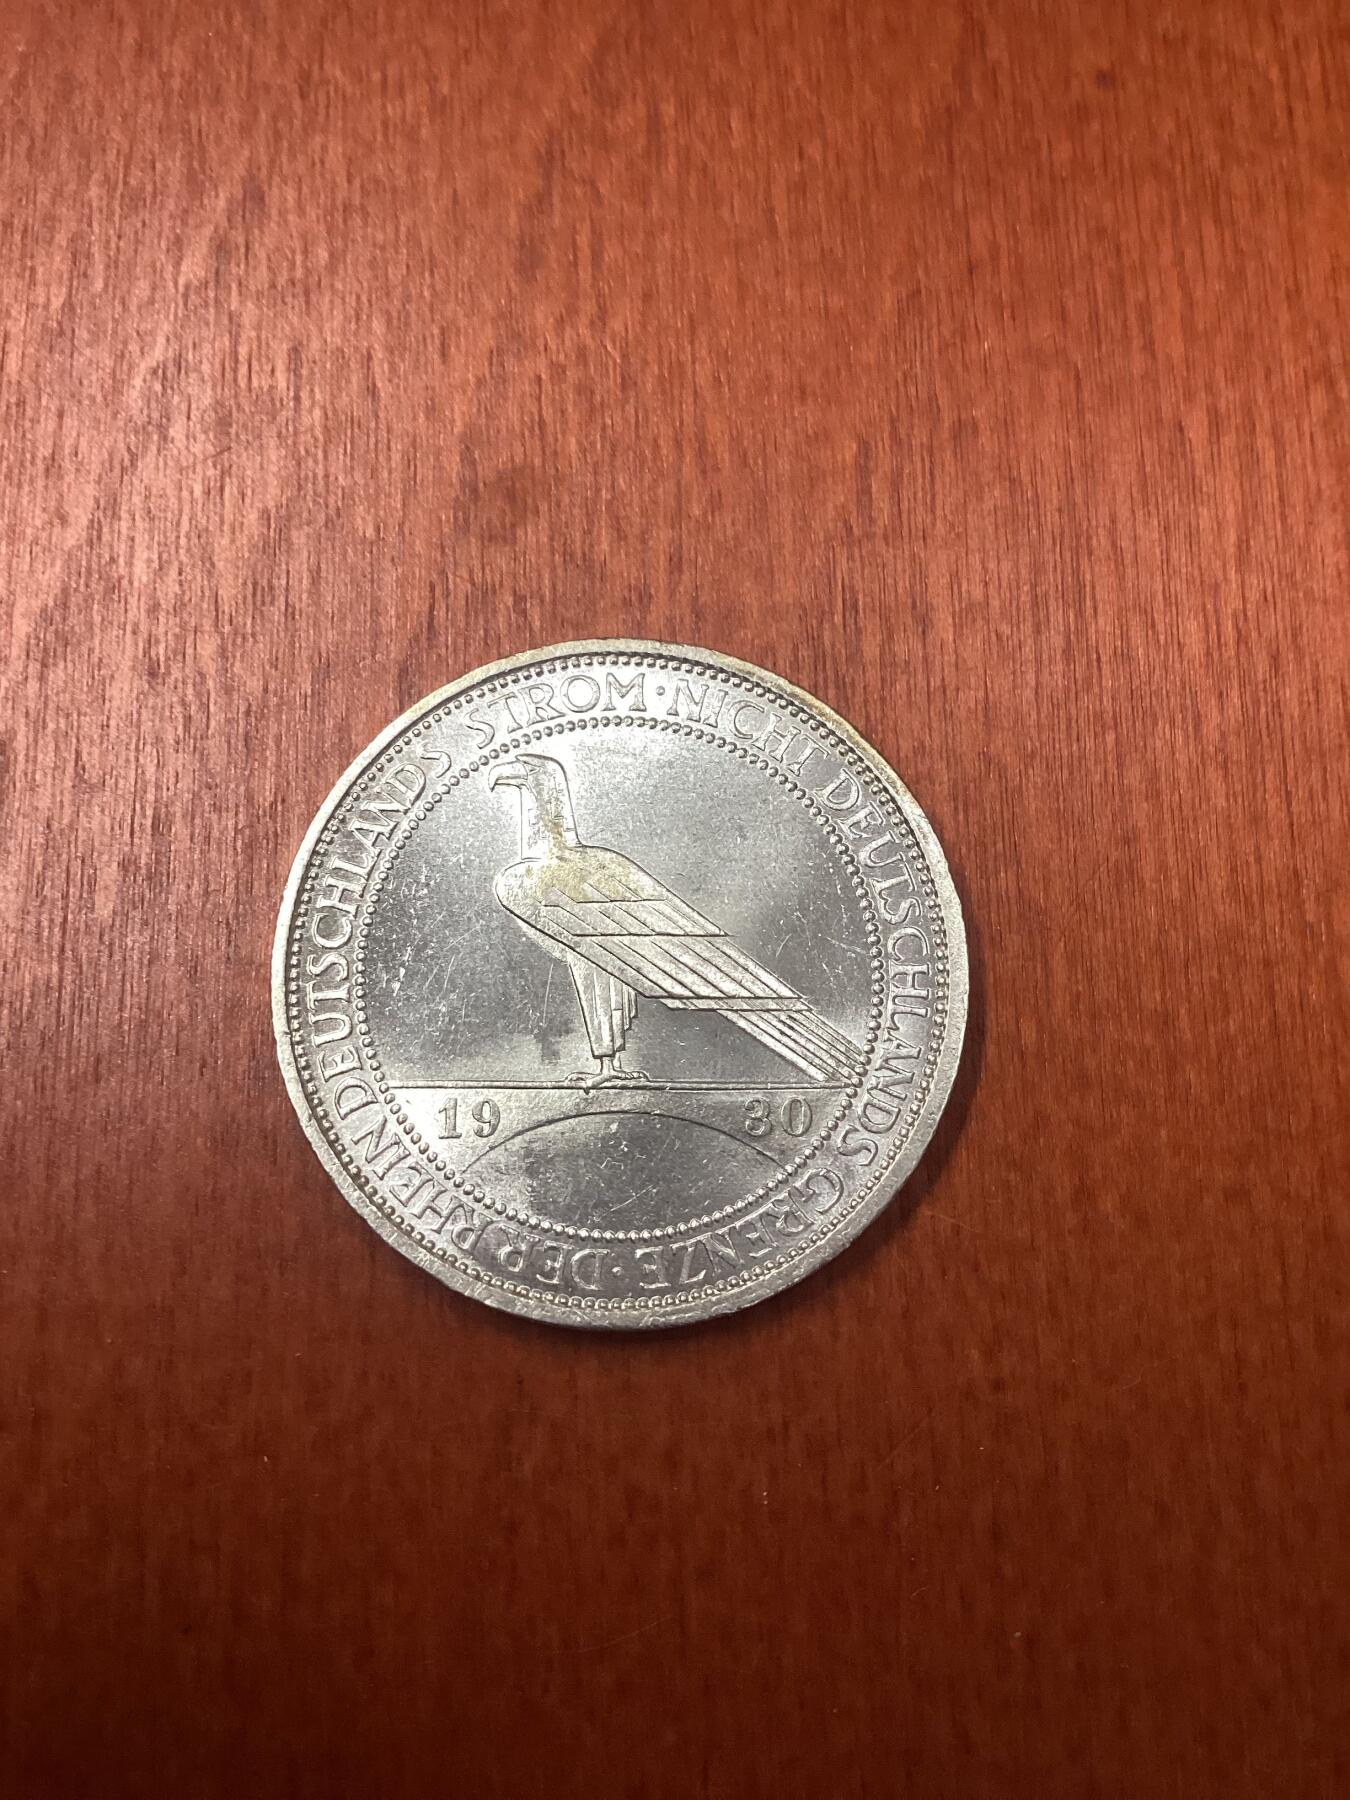 DER RHEIN DEUTSCHLANDS STROM · NICHT DEUTSCHLANDS GRENZE ·
19 30